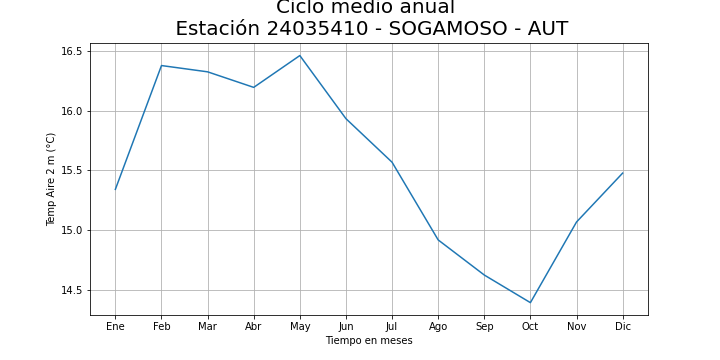 Ciclo medio anual
Estación 24035410 - SOGAMOSO - AUT
16.5
16.0
15.5
15.0
14.5
Temp Aire 2 m (°C)
Ene Feb Mar Abr May Jun Jul Ago Sep Oct Nov Dic
Tiempo en meses